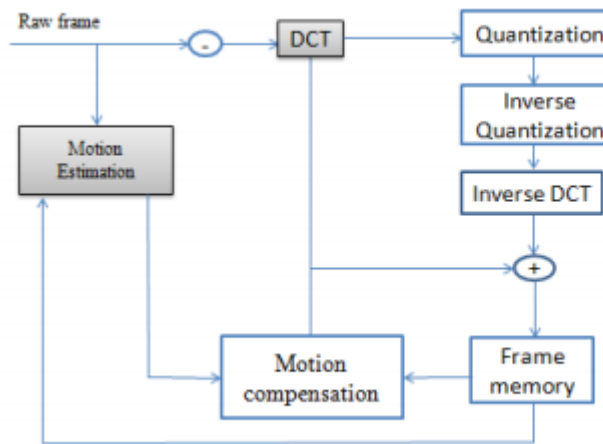 Raw frame
-
DCT
Quantization
Inverse
Quantization
Motion
Estimation
Inverse DCT
+
Motion
compensation
Frame
memory